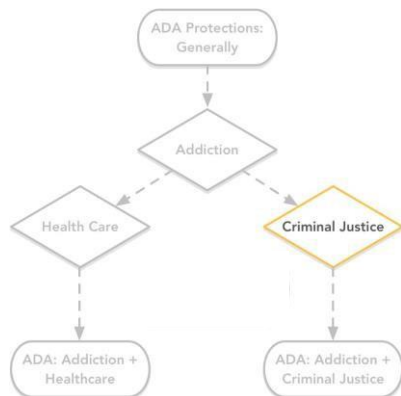 ADA Protections:
Generally
Addiction
Health Care
Criminal Justice
ADA: Addiction +
Healthcare
ADA: Addiction +
Criminal Justice